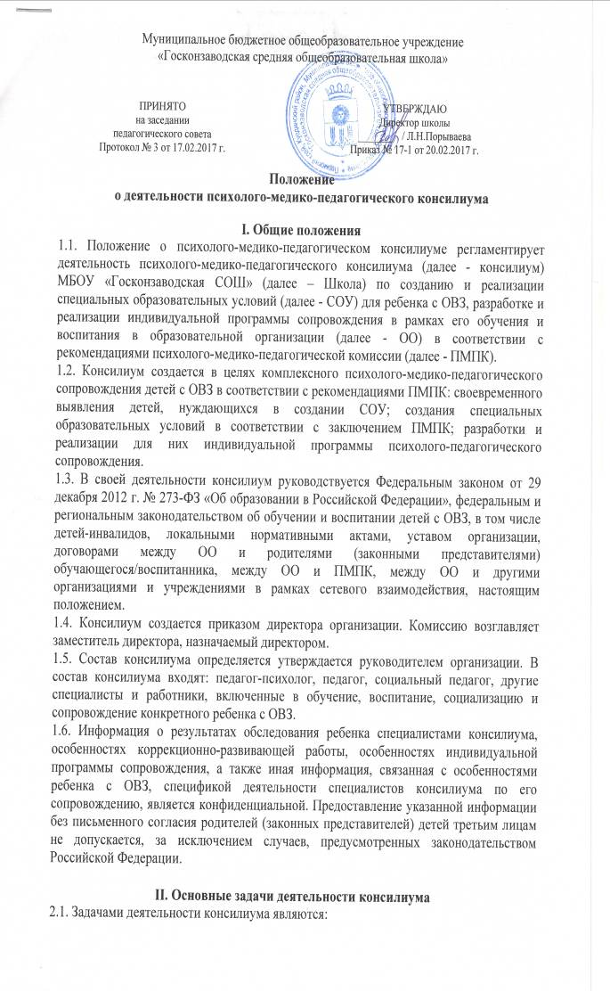 Муниципальное бюджетное общеобразовательное учреждение
«Госконзаводская средняя общеобразовательная школа»
ПРИНЯТО
на заседании
педагогического совета
Протокол № 3 от 17.02.2017 г.
УТВЕРЖДАЮ
Директор школы
/ Л.Н.Порываева
Приказ № 17-1 от 20.02.2017 г.
Положение
о деятельности психолого-медико-педагогического консилиума
I. Общие положения
1.1. Положение о психолого-медико-педагогическом консилиуме регламентирует
деятельность психолого-медико-педагогического консилиума (далее - консилиум)
МБОУ «Госконзаводская СОШ» (далее – Школа) по созданию и реализации
специальных образовательных условий (далее - СОУ) для ребенка с ОВЗ, разработке и
реализации индивидуальной программы сопровождения в рамках его обучения и
воспитания в образовательной организации (далее - ОО) в соответствии с
рекомендациями психолого-медико-педагогической комиссии (далее - ПМПК).
1.2. Консилиум создается в целях комплексного психолого-медико-педагогического
сопровождения детей с ОВЗ в соответствии с рекомендациями ПМПК: своевременного
выявления детей, нуждающихся в создании СОУ; создания специальных
образовательных условий в соответствии с заключением ПМПК; разработки и
реализации для них индивидуальной программы психолого-педагогического
сопровождения.
1.3. В своей деятельности консилиум руководствуется Федеральным законом от 29
декабря 2012 г. № 273-ФЗ «Об образовании в Российской Федерации», федеральным и
региональным законодательством об обучении и воспитании детей с ОВЗ, в том числе
детей-инвалидов, локальными нормативными актами, уставом организации,
договорами между ОО и родителями (законными представителями)
обучающегося/воспитанника, между ОО и ПМПК, между ОО и другими
организациями и учреждениями в рамках сетевого взаимодействия, настоящим
положением.
1.4. Консилиум создается приказом директора организации. Комиссию возглавляет
заместитель директора, назначаемый директором.
1.5. Состав консилиума определяется утверждается руководителем организации. В
состав консилиума входят: педагог-психолог, педагог, социальный педагог, другие
специалисты и работники, включенные в обучение, воспитание, социализацию и
сопровождение конкретного ребенка с ОВЗ.
1.6. Информация о результатах обследования ребенка специалистами консилиума,
особенностях коррекционно-развивающей работы, особенностях индивидуальной
программы сопровождения, а также иная информация, связанная с особенностями
ребенка с ОВЗ, спецификой деятельности специалистов консилиума по его
сопровождению, является конфиденциальной. Предоставление указанной информации
без письменного согласия родителей (законных представителей) детей третьим лицам
не допускается, за исключением случаев, предусмотренных законодательством
Российской Федерации.
II. Основные задачи деятельности консилиума
2.1. Задачами деятельности консилиума являются: